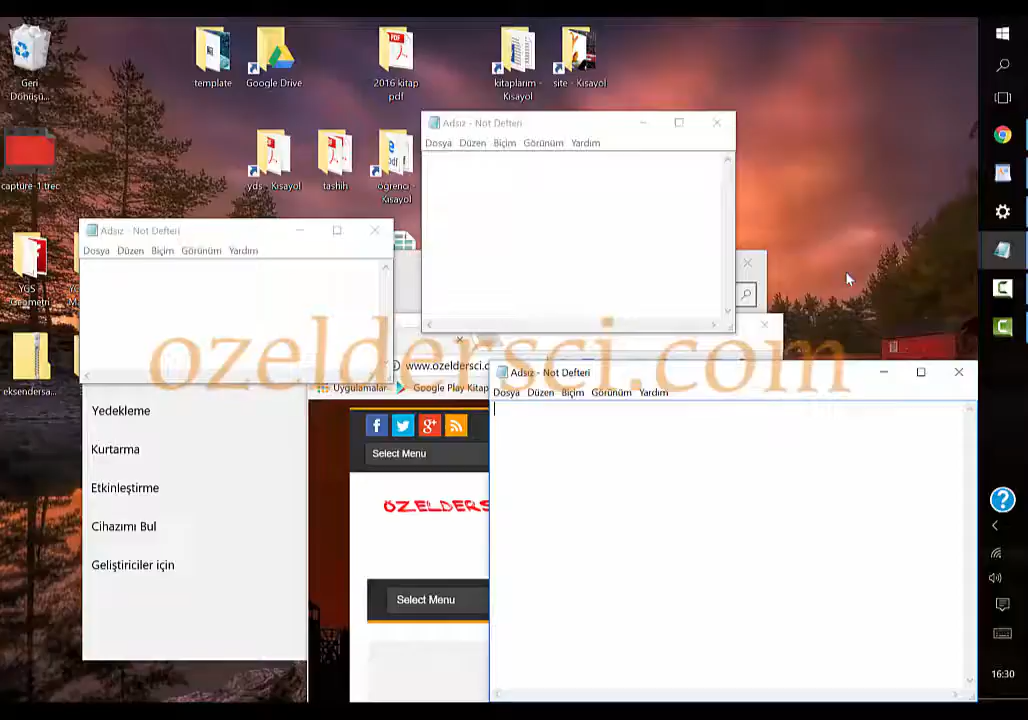 Geri
Dönüşü...
template
Google Drive
2016 kitap
pdf
kitaplarım -
Kısayol
site - Kısayol
capture-1.trec
yds - Kısayol
tashih
öğrenci -
Kısayol
Adsız - Not Defteri
Dosya Düzen Biçim Görünüm Yardım
Adsız - Not Defteri
Dosya Düzen Biçim Görünüm Yardım
YGS -
Geometri
eksendersa...
ozeldersci.com
www.ozeldersci.c
Uygulamalar
Google Play Kitap
Adsız - Not Defteri
Dosya Düzen Biçim Görünüm Yardım
Yedekleme
Kurtarma
Etkinleştirme
Cihazımı Bul
Geliştiriciler için
Select Menu
ÖZELDERS
Select Menu
16:30